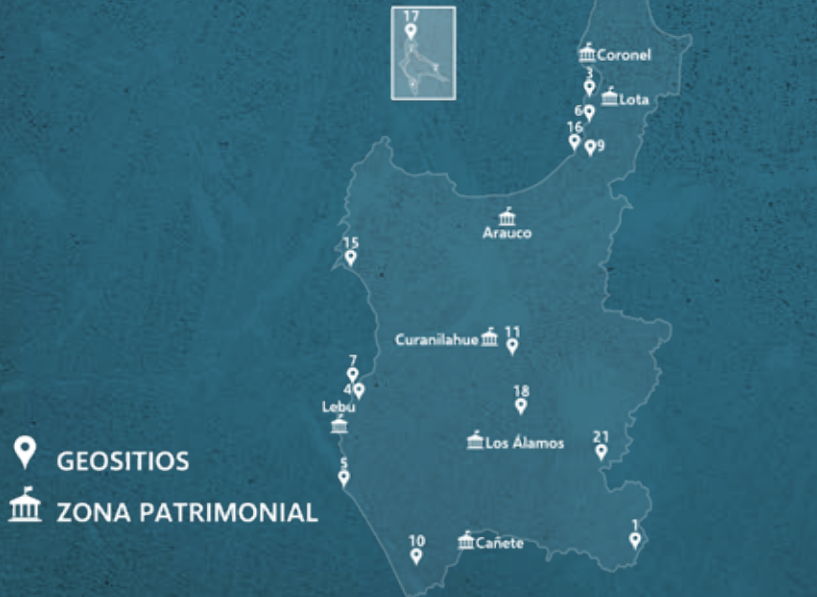 17
Coronel
3
Lota
6
16
9
Arauco
15
Curanilahue
11
7
4
18
Lebu
Los Álamos
21
GEOSITIOS
5
ZONA PATRIMONIAL
1
10
Cañete